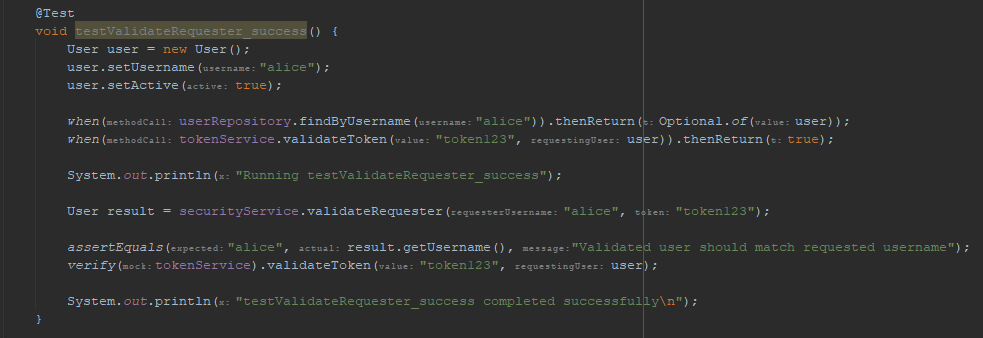 @Test
void testValidateRequester_success() {
User user = new User();
user.setUsername( username: "alice");
user.setActive( active: true);
when( methodCall: userRepository.findByUsername( username: "alice")).thenReturn( t: Optional.of( value: user));
when( methodCall: tokenService.validateToken( value: "token123", requestingUser: user)).thenReturn( t: true);
System.out.println( x: "Running testValidateRequester_success");
User result = securityService.validateRequester( requesterUsername: "alice", token: "token123");
assertEquals( expected: "alice", actual: result.getUsername(), message: "Validated user should match requested username");
verify( mock: tokenService).validateToken( value: "token123", requestingUser: user);
System.out.println( x: "testValidateRequester_success completed successfully\n");
}